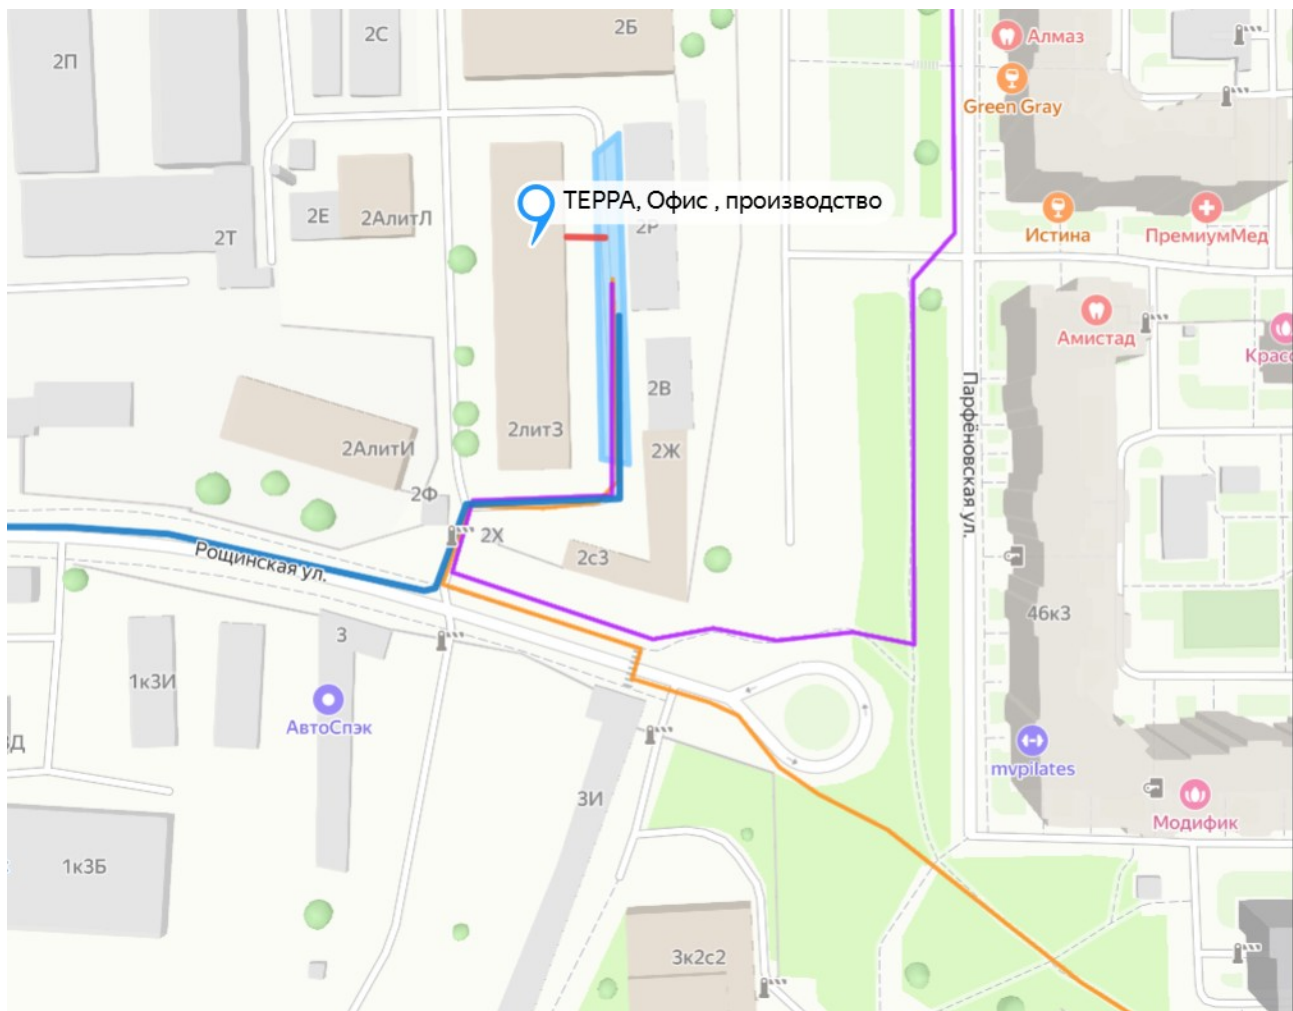 2С
2Б
Алмаз
2П
Green Gray
ТЕРРА, Офис , производство
2Е
2АлитЛ
2Р
2Т
Истина
ПремиумМед
Амистад
2В
Парфёновская ул.
2литЗ
2АлитИ
2Ж
2Ф
2Х
Рощинская ул.
2с3
46к3
3
1к3И
АвтоСпэк
mvpilates
3И
Модифик
1к3Б
3к2с2